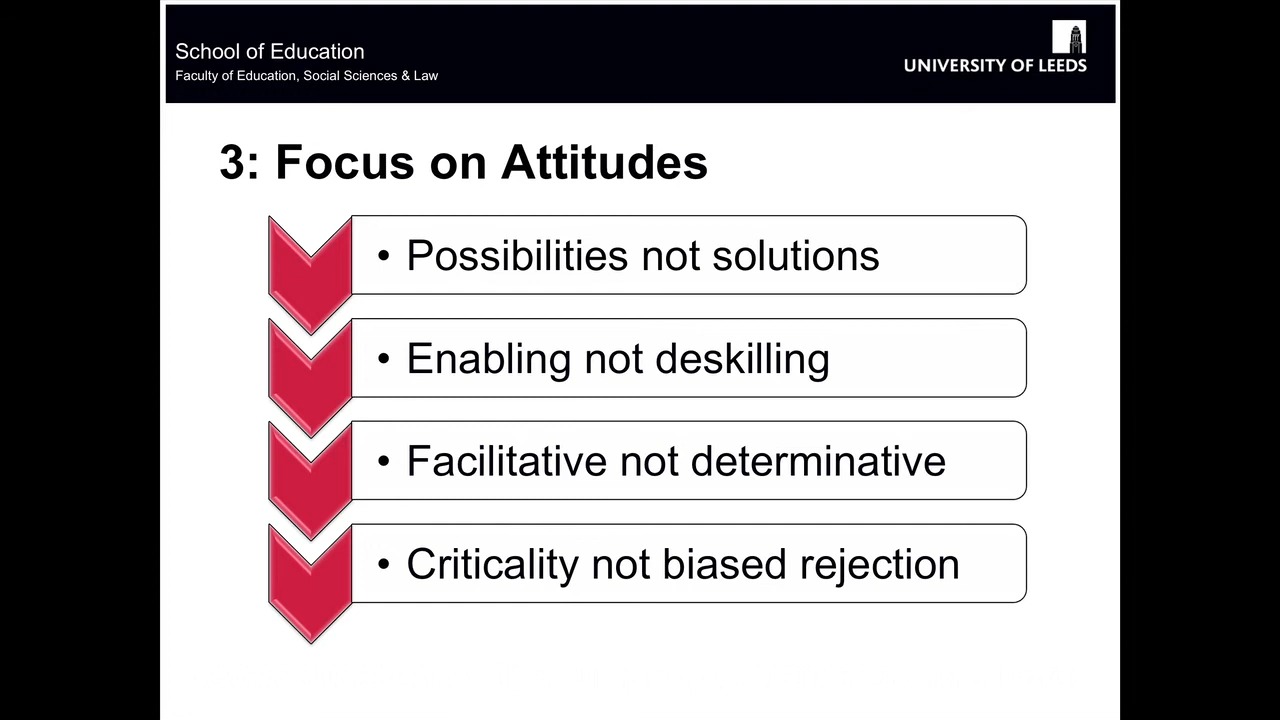 School of Education
Faculty of Education, Social Sciences & Law
UNIVERSITY OF LEEDS
3: Focus on Attitudes
• Possibilities not solutions
• Enabling not deskilling
• Facilitative not determinative
• Criticality not biased rejection